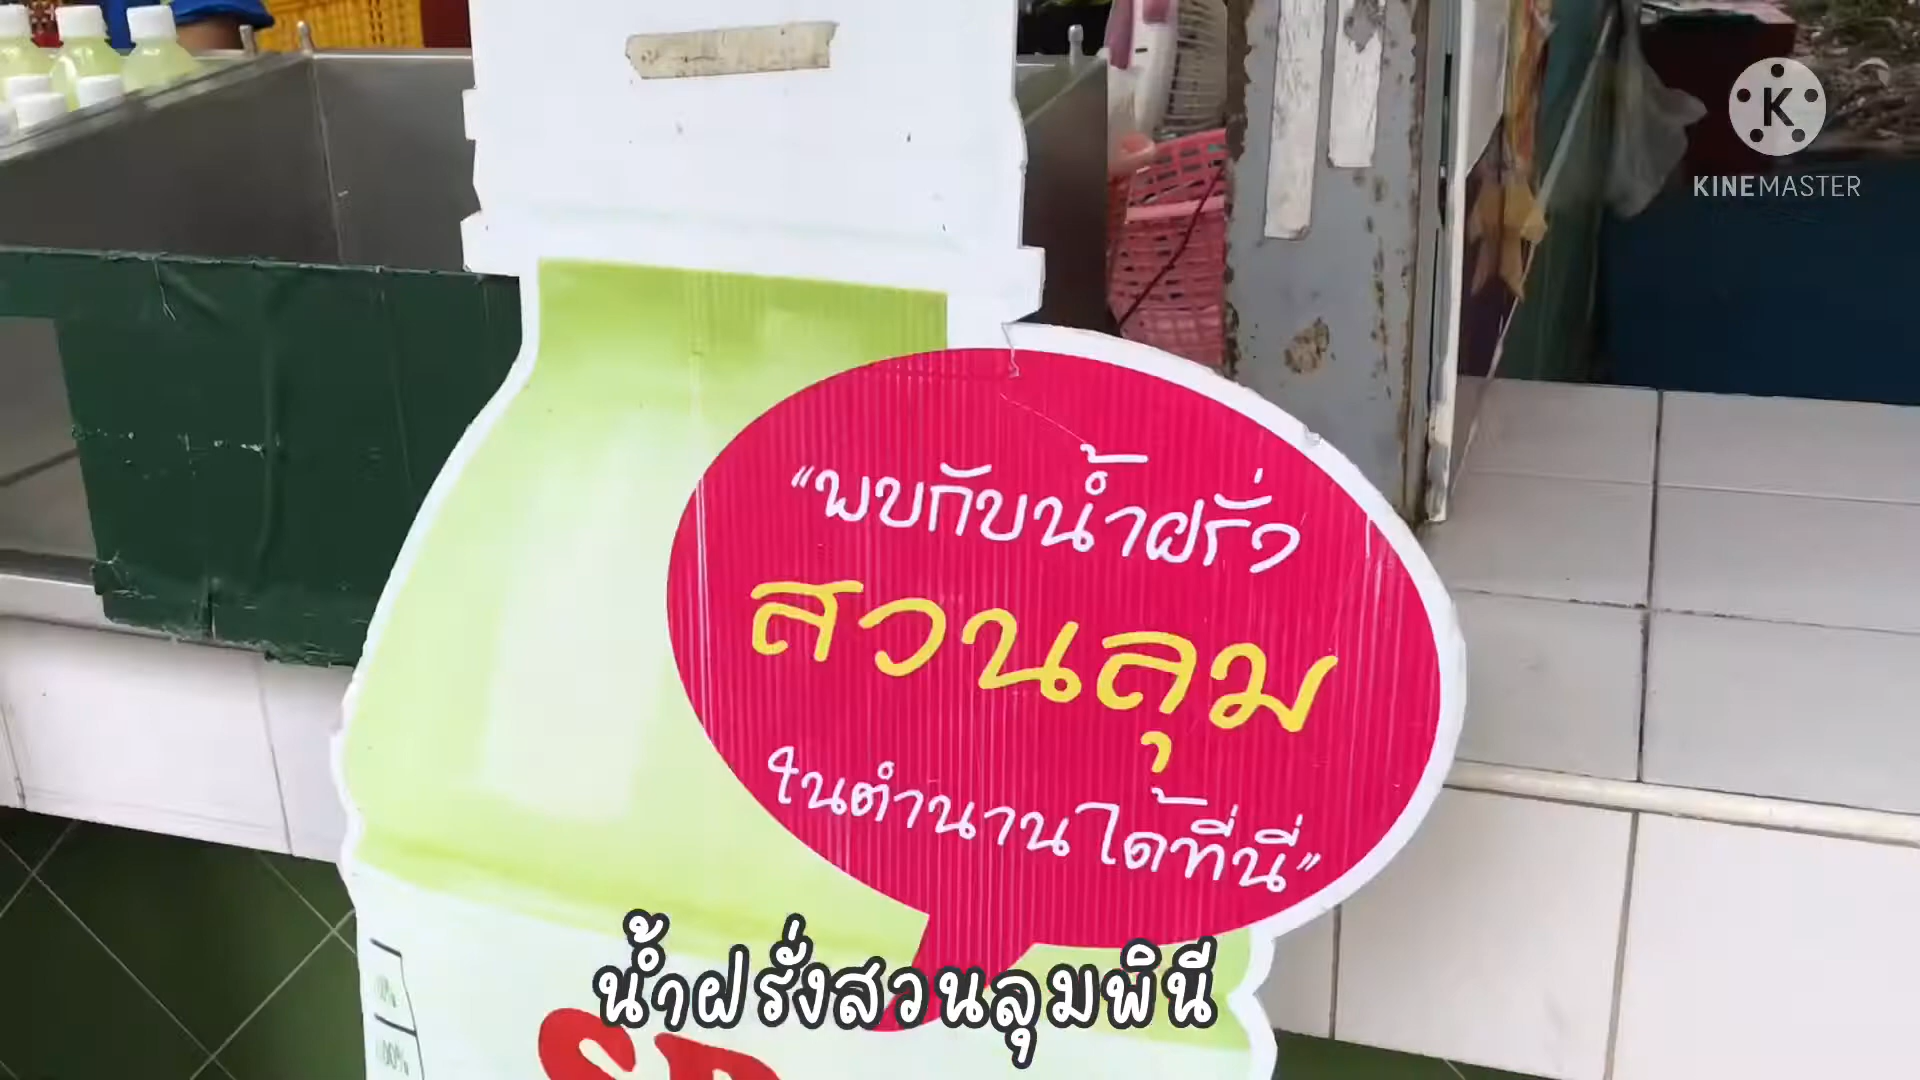 K
KINEMASTER
"พบกับน้ำฝรั่ง
สวนลุม
ในตำนานได้ที่นี่"
น้ำฝรั่งสวนลุมพินี